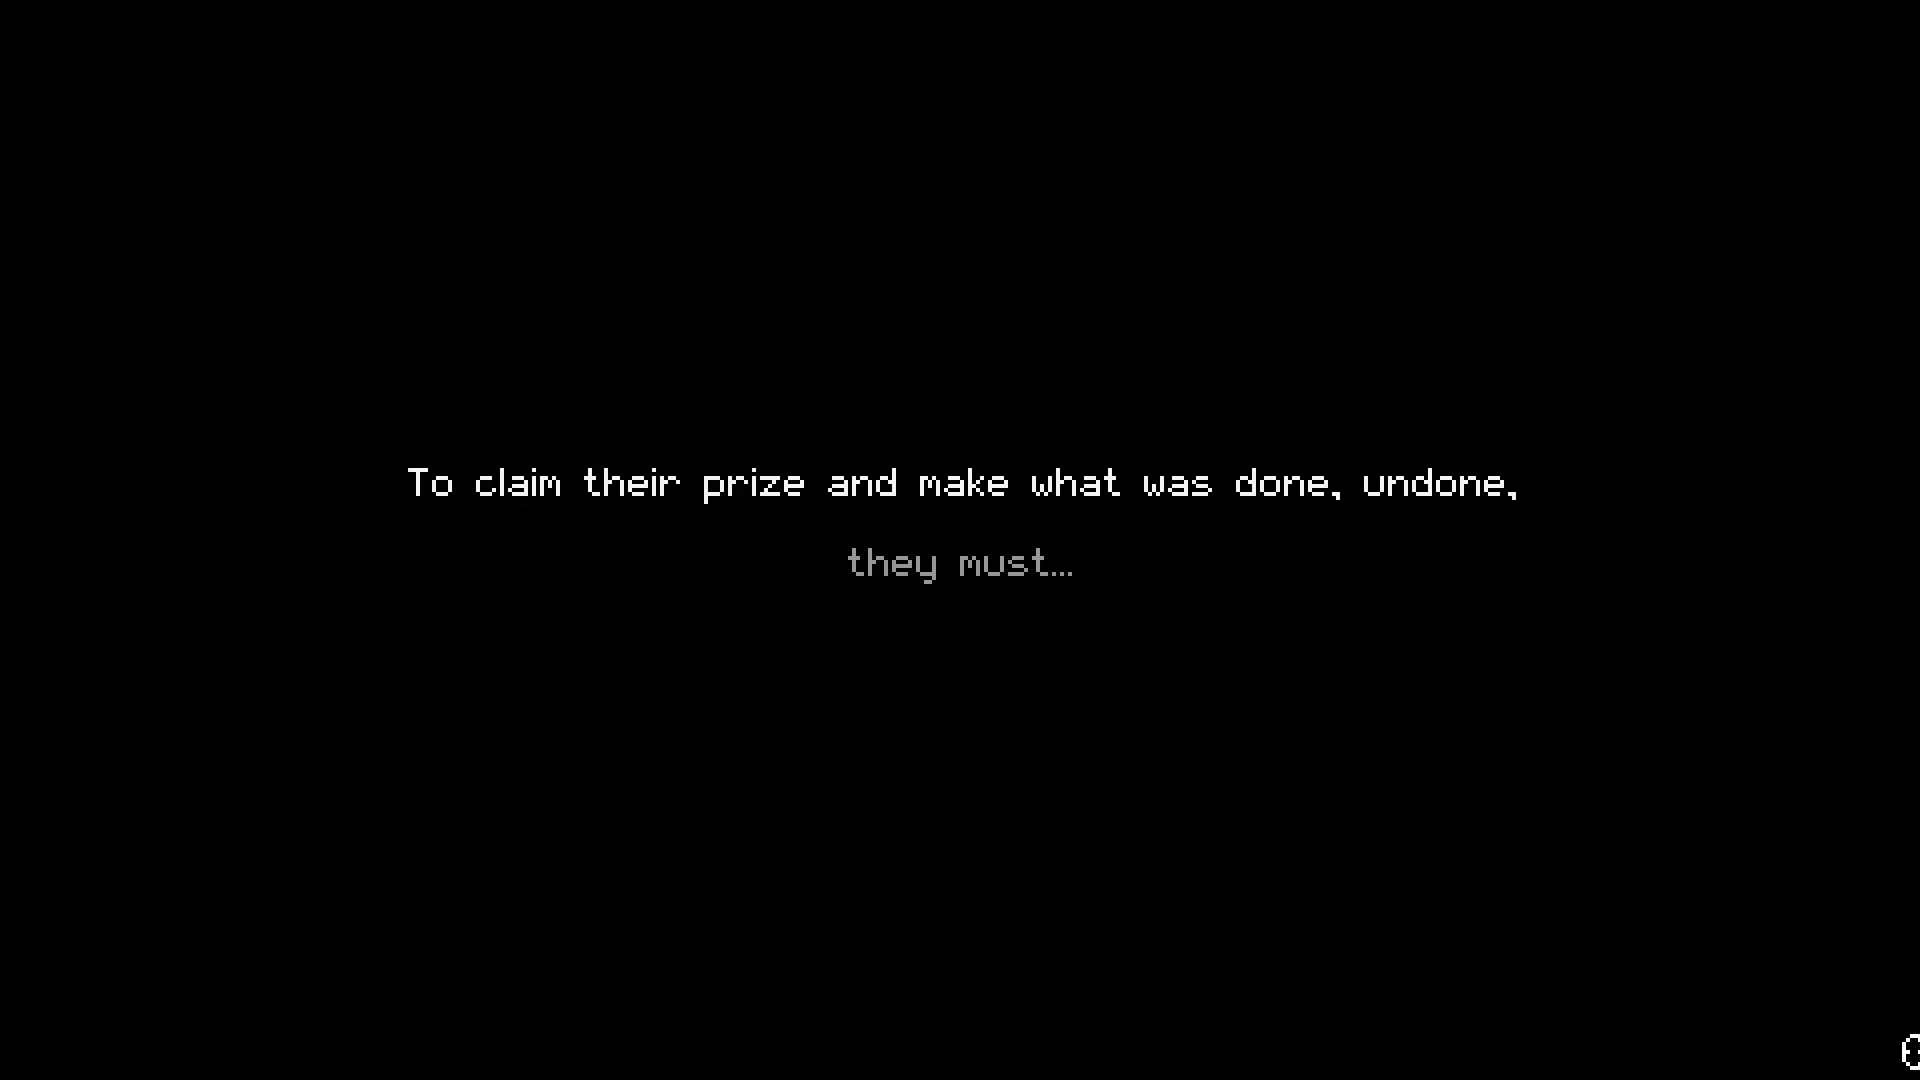 To claim their prize and make what was done, undone,
they must...